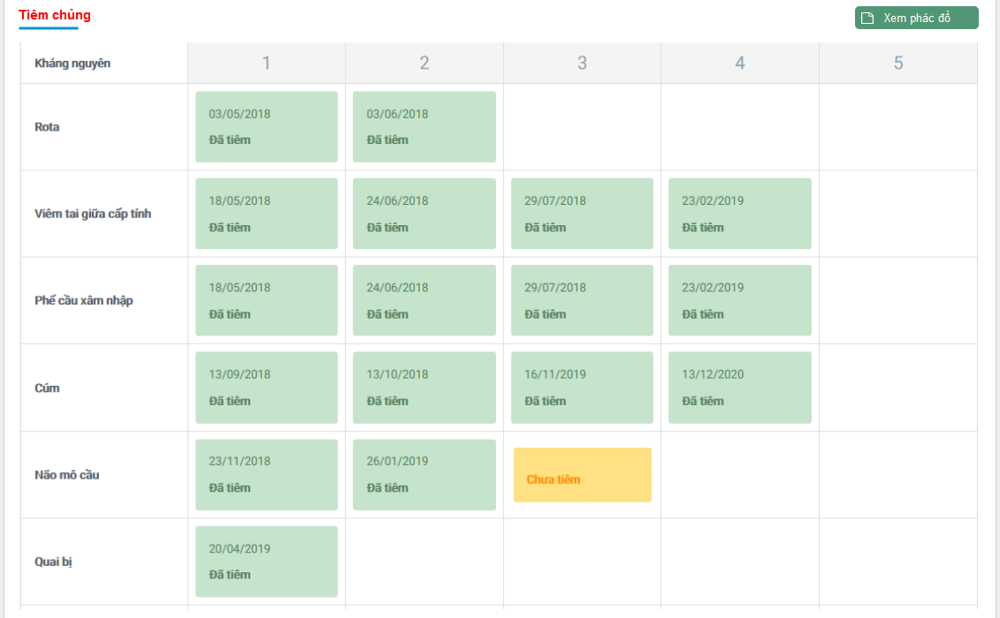 Tiêm chủng
Xem phác đồ
Kháng nguyên 1 2 3 4 5
Rota
03/05/2018 03/06/2018
Đã tiêm Đã tiêm
Viêm tai giữa cấp tính
18/05/2018 24/06/2018 29/07/2018 23/02/2019
Đã tiêm Đã tiêm Đã tiêm Đã tiêm
Phế cầu xâm nhập
18/05/2018 24/06/2018 29/07/2018 23/02/2019
Đã tiêm Đã tiêm Đã tiêm Đã tiêm
Cúm
13/09/2018 13/10/2018 16/11/2019 13/12/2020
Đã tiêm Đã tiêm Đã tiêm Đã tiêm
Não mô cầu
23/11/2018 26/01/2019
Đã tiêm Đã tiêm Chưa tiêm
Quai bị
20/04/2019
Đã tiêm